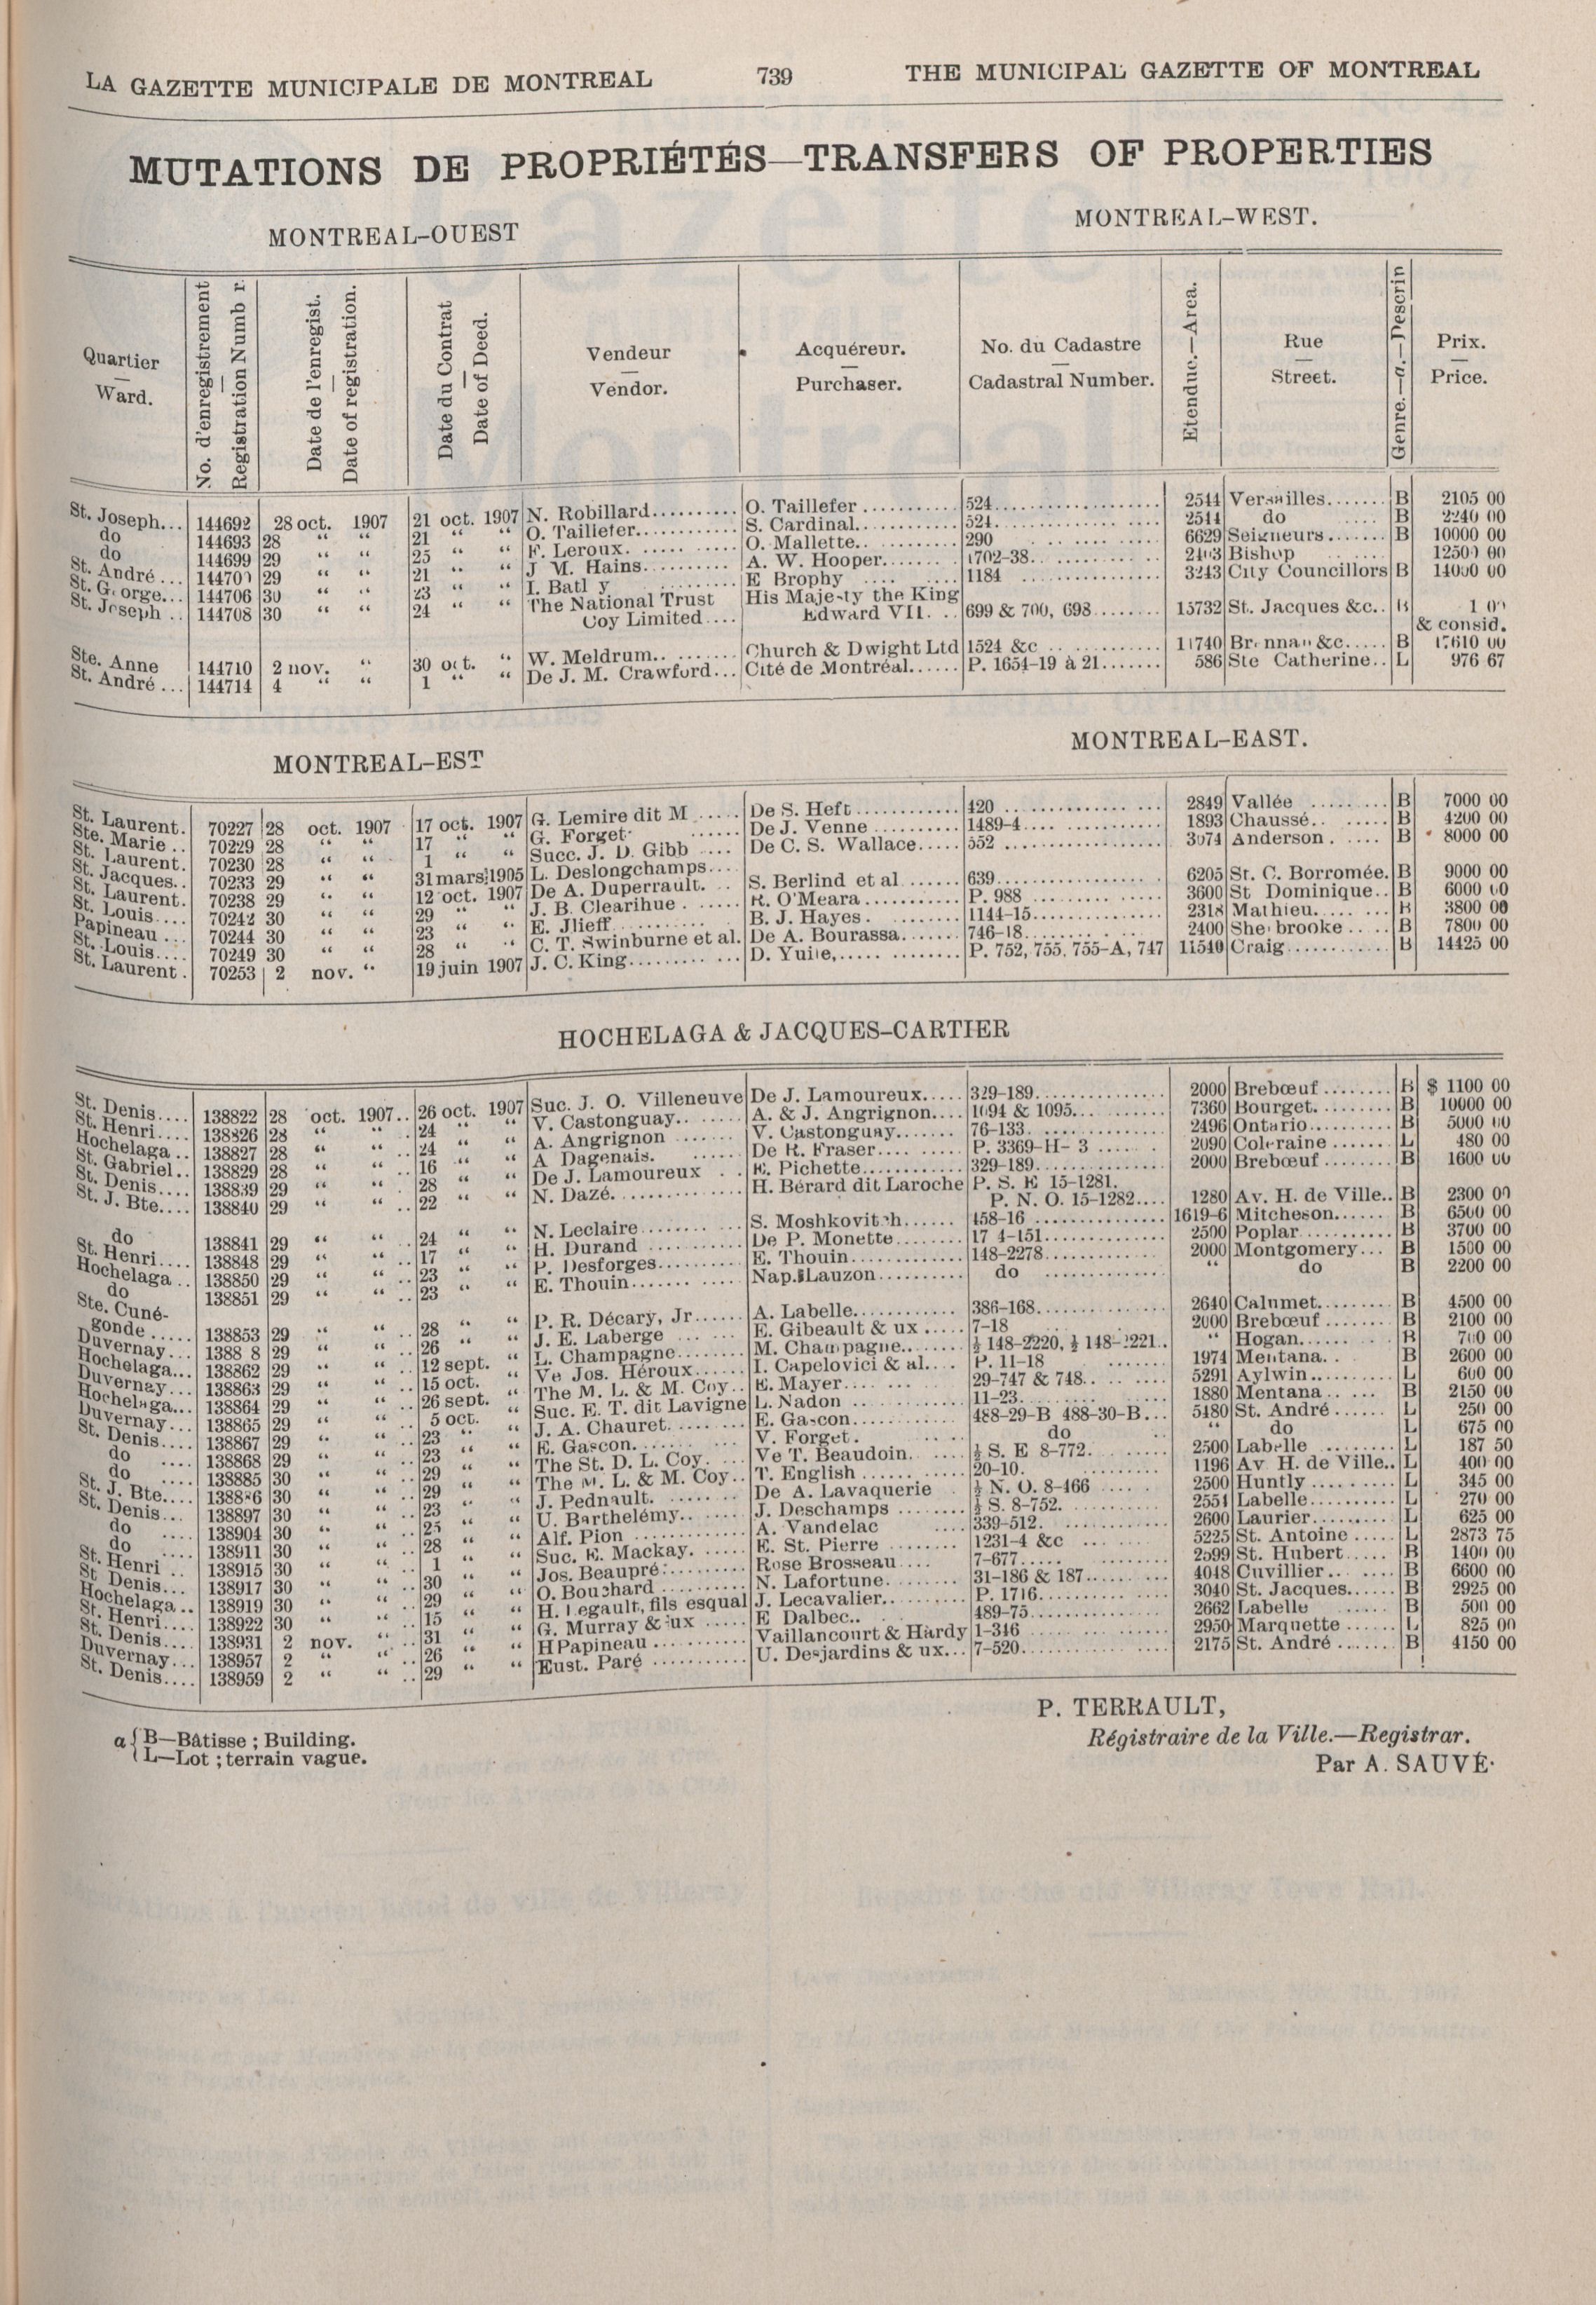 LA GAZETTE MUNICIPALE DE MONTREAL 739 THE MUNICIPAL GAZETTE OF MONTREAL
MUTATIONS DE PROPRIÉTÉS—TRANSFERS OF PROPERTIES
MONTREAL-OUEST MONTREAL-WEST.
Quartier — Ward.
No. d'enregistrement — Registration Numb r.
Date de l'enregist. — Date of registration.
Date du Contrat — Date of Deed.
Vendeur — Vendor.
Acquéreur. — Purchaser.
No. du Cadastre — Cadastral Number.
Etendue.—Area.
Rue — Street.
Genre.—a.—Descrin
Prix. — Price.
St. Joseph... 144692 28 oct. 1907 21 oct. 1907 N. Robillard.......... O. Taillefer ........... 524.................. 2544 Versailles....... B 2105 00
do 144693 28 “ “ 21 “ “ O. Tailleter............ S. Cardinal............ 524.............. 2544 do .... B 2240 00
do 144699 29 “ “ 25 “ “ F. Leroux. ........... O. Mallette.. ......... 290 .......... 6629 Seigneurs....... B 10000 00
St. André... 29 “ “ 21 “ “ J M. Hains.......... A. W. Hooper....... 1702-38.............. Bishop ...... 12500 00
St. G orge... 144706 30 “ “ 23 “ “ I. Batl y ......... E Brophy .... .... 1184 ............... 3243 City Councillors B 14000 00
St. Joseph .. 144708 30 “ “ 24 “ “ The National Trust His Majesty the King
Coy Limited.... Edward VII. .. 699 & 700, 698........ 15732 St. Jacques &c.. B 1 00
& consid.
Ste. Anne 144710 2 nov. “ 30 oct. “ W. Meldrum.. ....... Church & Dwight Ltd 1524 &c ............ 11740 Brennan &c..... B 17610 00
St. André ... 144714 4 “ “ 1 “ “ De J. M. Crawford... Cité de Montréal...... P. 1654-19 à 21....... 586 Ste Catherine.. L 976 67
MONTREAL-EST MONTREAL-EAST.
St. Laurent. 70227 28 oct. 1907 17 oct. 1907 G. Lemire dit M ..... De S. Heft............ 420 ............... 2849 Vallée ......... B 7000 00
Ste. Marie .. 70229 28 “ “ 17 “ “ G. Forget ...... De J. Venne .......... 1489-4............... 1893 Chaussé.. ...... B 4200 00
St. Laurent. 70230 28 “ “ 1 “ “ Succ. J. D. Gibb .... De C. S. Wallace..... 552 .................. 3074 Anderson. .... B 8000 00
St. Jacques.. 70233 29 “ “ 31 mars 1905 L. Deslongchamps....
St. Laurent. 70238 29 “ “ 12 oct. 1907 De A. Duperrault. .. S. Berlind et al ...... 639................... 6205 St. C. Borromée. B 9000 00
St. Louis.... 70242 30 “ “ 29 “ “ J. B. Clearihue . ..... R. O'Meara ........... P. 988 ................ 3600 St Dominique.. B 6000 00
Papineau ... 70244 30 “ “ 23 “ “ E. Jlieff............ B. J. Hayes. ........ 1144-15............... 2318 Mathieu..... ... B 3800 00
St. Louis.... 70249 30 “ “ 28 “ “ C. T. Swinburne et al. De A. Bourassa....... 746-18............. 2400 Sherbrooke ..... B 7800 00
St. Laurent. 70253 2 nov. “ 19 juin 1907 J. C. King............. D. Yuile,............. P. 752, 755, 755-A, 747 11540 Craig............ B 14425 00
HOCHELAGA & JACQUES-CARTIER
St. Denis.... 138822 28 oct. 1907.. 26 oct. 1907 Suc. J. O. Villeneuve De J. Lamoureux..... 329-189............... 2000 Brebœuf ........ B $ 1100 00
St. Henri.... 138826 28 “ “ .. 24 “ “ V. Castonguay........ A. & J. Angrignon.... 1094 & 1095........... 7360 Bourget......... B 10000 00
Hochelaga .. 138827 28 “ “ .. 24 “ “ A. Angrignon ....... V. Castonguay....... 76-133................ 2496 Ontario.......... B 5000 00
St. Gabriel.. 138829 28 “ “ .. 16 “ “ A Dagenais. ...... De R. Fraser.......... P. 3369-H- 3 ...... 2090 Coleraine ...... L 480 00
St. Denis.... 138839 29 “ “ .. 28 “ “ De J. Lamoureux . .. E. Pichette............ 329-189............... 2000 Brebœuf ........ B 1600 00
St. J. Bte.... 138840 29 “ “ .. 22 “ “ N. Dazé............... H. Bérard dit Laroche P. S. E 15-1281.
P. N. O. 15-1282.... 1280 Av. H. de Ville.. B 2300 00
do 138841 29 “ “ .. 24 “ “ N. Leclaire........... S. Moshkovitch...... 158-16 ............... 1619-6 Mitcheson...... B 6500 00
St. Henri.... 138848 29 “ “ .. 17 “ “ H. Durand ........... De P. Monette........ 17 4-151.............. 2500 Poplar........... B 3700 00
Hochelaga .. 138850 29 “ “ .. 23 “ “ P. Desforges.......... E. Thouin............. 148-2278.............. 2000 Montgomery... B 1500 00
do 138851 29 “ “ .. 23 “ “ E. Thouin............. Nap. Lauzon.......... do .............. “ do B 2200 00
Ste. Cuné-
gonde ..... 138853 29 “ “ .. 28 “ “ P. R. Décary, Jr...... A. Labelle............ 386-168............... 2640 Calumet......... B 4500 00
Duvernay... 1388 8 29 “ “ .. 26 “ “ J. E. Laberge ...... E. Gibeault & ux ..... 7-18 ............ 2000 Brebœuf ........ B 2100 00
Hochelaga... 138862 29 “ “ .. 12 sept. “ L. Champagne........ M. Champagne....... ½ 148-2220, ½ 148-2221.. “ Hogan......... B 700 00
Duvernay... 138863 29 “ “ .. 15 oct. “ Ve Jos. Héroux...... I. Capelovici & al.... P. 11-18 ....... 1974 Mentana. . B 2600 00
Hochelaga... 138864 29 “ “ .. 26 sept. “ The M. L. & M. Coy.. E. Mayer.... ... 29-747 & 748.. .. .... 5291 Aylwin.......... L 600 00
Duvernay... 138865 29 “ “ .. 5 oct. “ Suc. E. T. dit Lavigne L. Nadon ........... 11-23................. 1880 Mentana .. ... B 2150 00
St. Denis.... 138867 29 “ “ .. 23 “ “ J. A. Chauret......... E. Gascon............. 488-29-B 488-30-B... 5180 St. André ...... L 250 00
do .... 138868 29 “ “ .. 23 “ “ E. Gascon......... V. Forget. .... do .. “ do L 675 00
do .... 138885 30 “ “ .. 29 “ “ The St. D. L. Coy. ... Ve T. Beaudoin....... ½ S. E 8-772. ....... 2500 Labelle ......... L 187 50
St. J. Bte.... 138886 30 “ “ .. 29 “ “ The M. L. & M. Coy.. T. English ........... 20-10. .......... 1196 Av H. de Ville.. L 400 00
St. Denis... 138897 30 “ “ .. 23 “ “ J. Pednault. ....... De A. Lavaquerie . ½ N. O. 8-466 ..... 2500 Huntly .......... L 345 00
do .... 138904 30 “ “ .. 25 “ “ U. Barthelémy........ J. Deschamps ........ ½ S. 8-752. .......... 2551 Labelle.......... L 270 00
do .... 138911 30 “ “ .. 28 “ “ Alf. Pion ............ A. Vandelac .... 339-512. ............ 2600 Laurier.......... L 625 00
St. Henri .. 138915 30 “ “ .. 1 “ “ Suc. E. Mackay. ..... E. St. Pierre ........ 1231-4 &c ... ...... 5225 St. Antoine ..... L 2873 75
St Denis... 138917 30 “ “ .. 30 “ “ Jos. Beaupré.......... Rose Brosseau .... 7-677..... ......... 2599 St. Hubert..... B 1400 00
Hochelaga .. 138919 30 “ “ .. 29 “ “ O. Bouchard .......... N. Lafortune......... 31-186 & 187.......... 4048 Cuvillier.. ..... B 6600 00
St. Henri.... 138922 30 “ “ .. 15 “ “ H. Legault, fils esqual J. Lecavalier......... P. 1716............... 3040 St. Jacques...... B 2925 00
St. Denis.... 138931 2 nov. “ .. 31 “ “ G. Murray & ux ..... E Dalbec.. . 489-75................ 2662 Labelle ...... B 500 00
Duvernay... 138957 2 “ “ .. 26 “ “ H Papineau .......... Vaillancourt & Hardy 1-316 ................ 2950 Marquette ...... L 825 00
St. Denis.... 138959 2 “ “ .. 29 “ “ Eust. Paré ........... U. Desjardins & ux... 7-520................. 2175 St. André ....... B 4150 00
P. TERRAULT,
a { B—Bâtisse ; Building. Régistraire de la Ville.—Registrar.
L—Lot ; terrain vague. Par A. SAUVÉ.